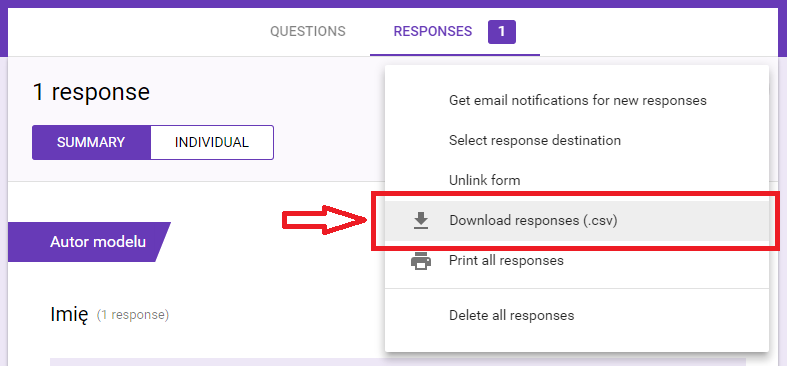 QUESTIONS RESPONSES 1
1 response
SUMMARY INDIVIDUAL
Get email notifications for new responses
Select response destination
Unlink form
Download responses (.csv)
Print all responses
Delete all responses
Autor modelu
Imię (1 response)